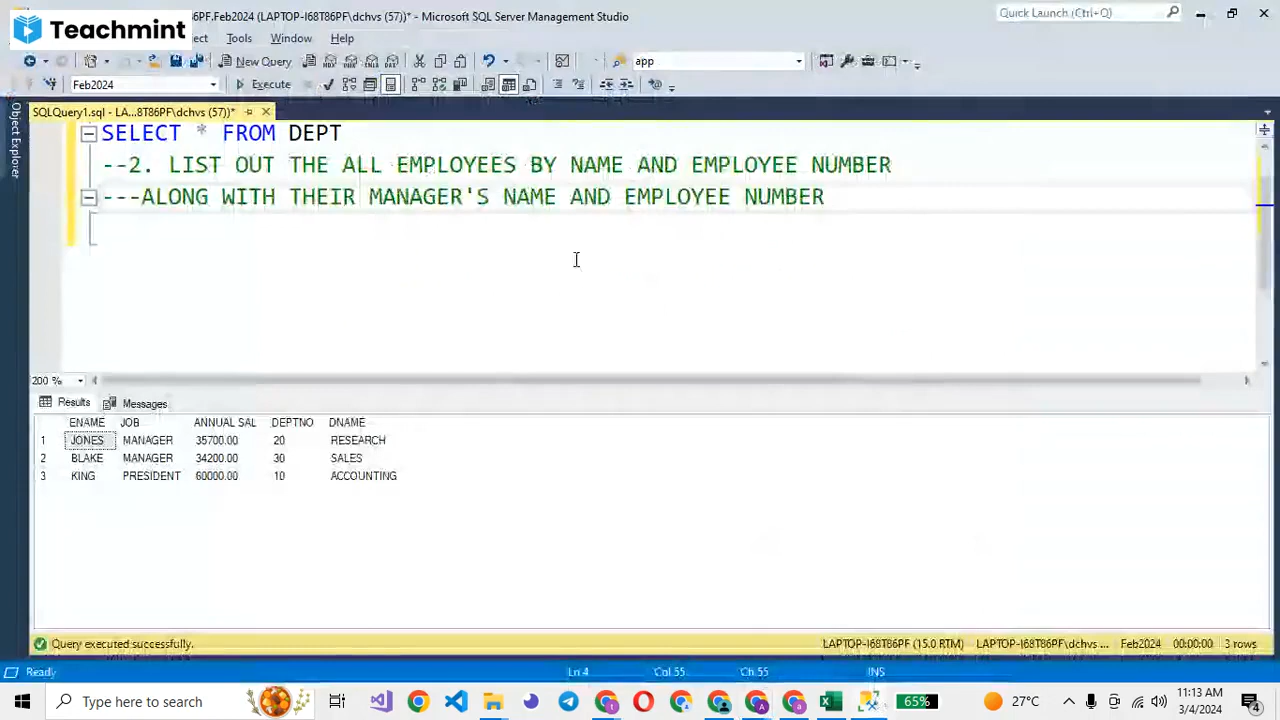 PF.Feb2024 (LAPTOP-I68T86PF\dchvs (57))* - Microsoft SQL Server Management Studio
Quick Launch (Ctrl+Q)
Teachmint
ect Tools Window Help
New Query
app
Feb2024
Execute
SQLQuery1.sql - LA...8T86PF\dchvs (57))*
Object Explorer
SELECT * FROM DEPT
--2. LIST OUT THE ALL EMPLOYEES BY NAME AND EMPLOYEE NUMBER
---ALONG WITH THEIR MANAGER'S NAME AND EMPLOYEE NUMBER
200 %
Results Messages
ENAME JOB ANNUAL SAL DEPTNO DNAME
1 JONES MANAGER 35700.00 20 RESEARCH
2 BLAKE MANAGER 34200.00 30 SALES
3 KING PRESIDENT 60000.00 10 ACCOUNTING
Query executed successfully.
LAPTOP-I68T86PF (15.0 RTM) LAPTOP-I68T86PF\dchvs ... Feb2024 00:00:00 3 rows
Ready Ln 4 Col 55 Ch 55 INS
Type here to search
65%
27°C
11:13 AM
3/4/2024
4